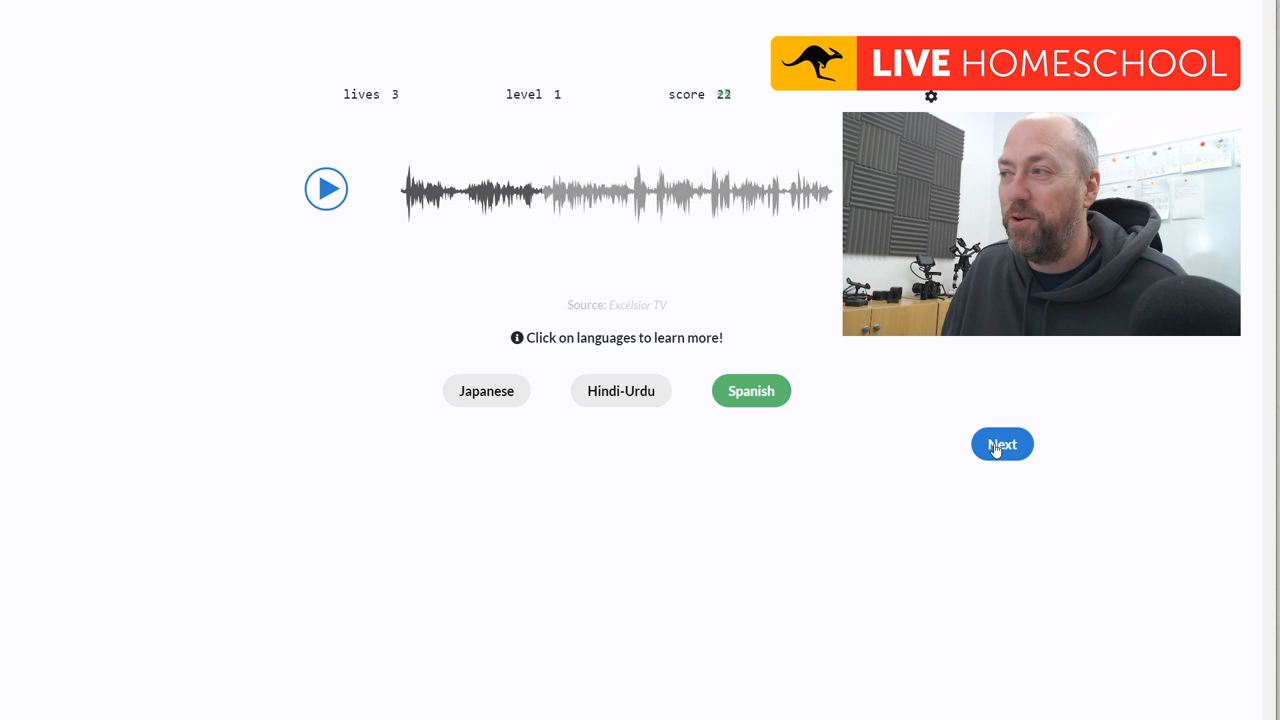 LIVE HOMESCHOOL
lives 3 level 1 score
Source: Excélsior TV
Click on languages to learn more!
Japanese Hindi-Urdu Spanish
Next